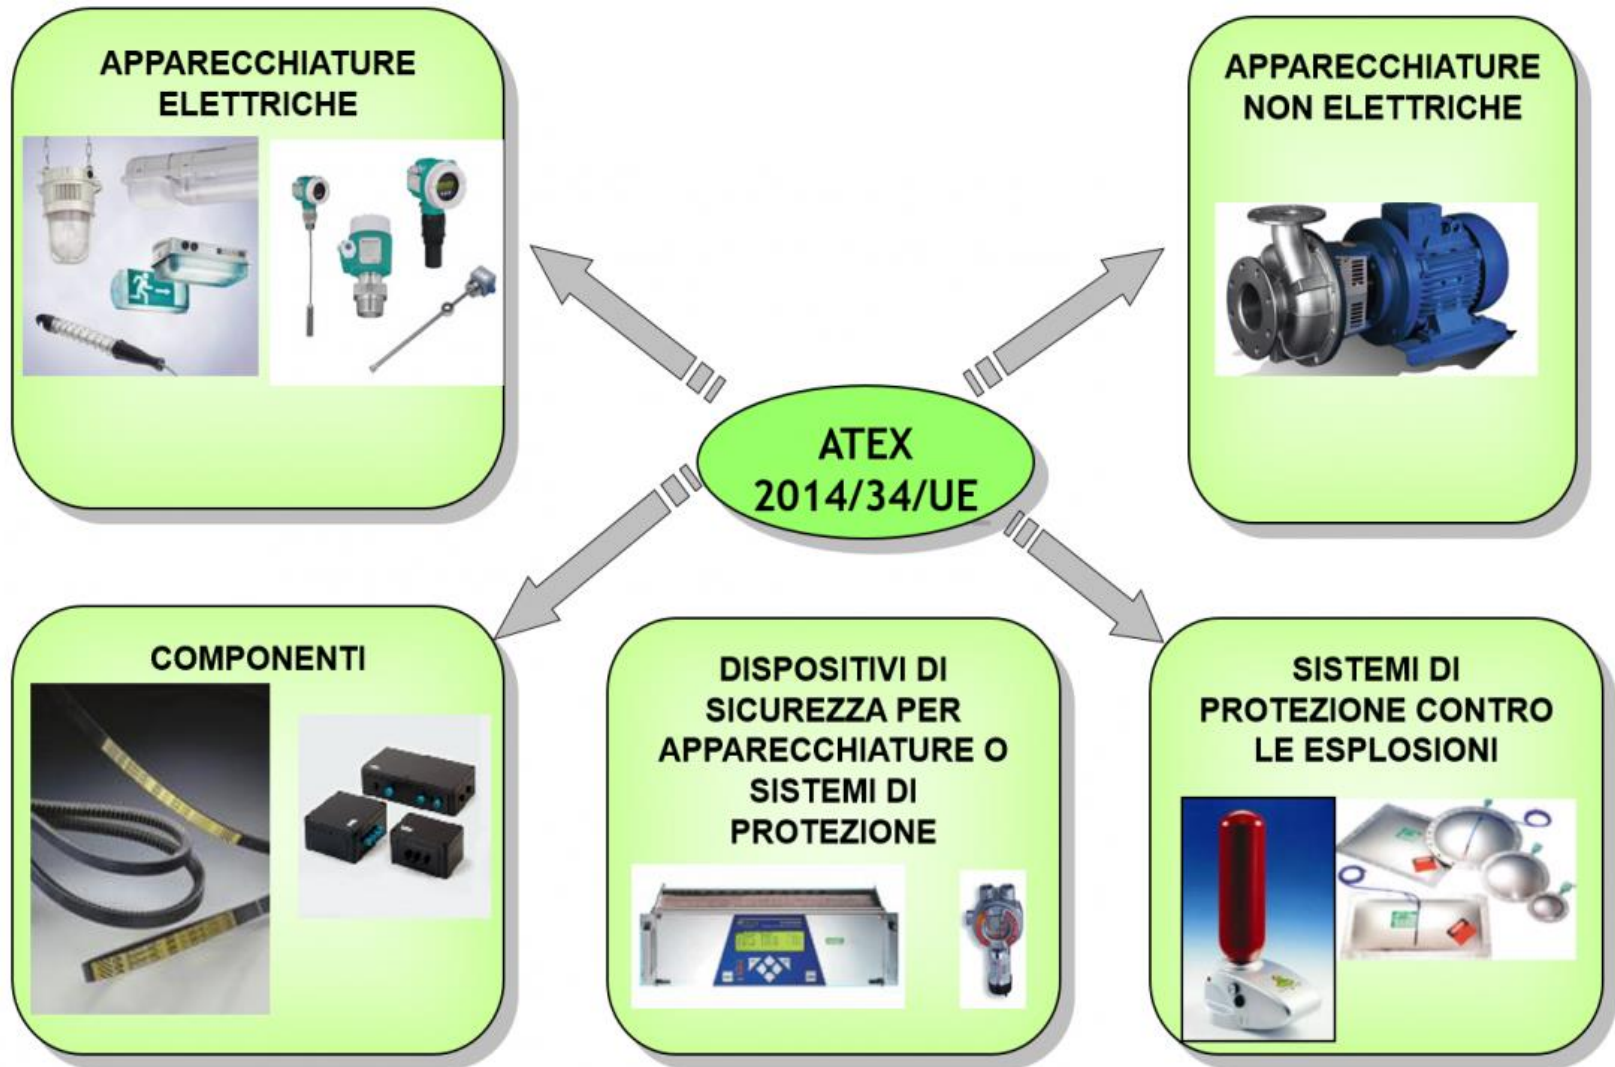 APPARECCHIATURE
ELETTRICHE
APPARECCHIATURE
NON ELETTRICHE
ATEX
2014/34/UE
COMPONENTI
DISPOSITIVI DI
SICUREZZA PER
APPARECCHIATURE O
SISTEMI DI
PROTEZIONE
SISTEMI DI
PROTEZIONE CONTRO
LE ESPLOSIONI